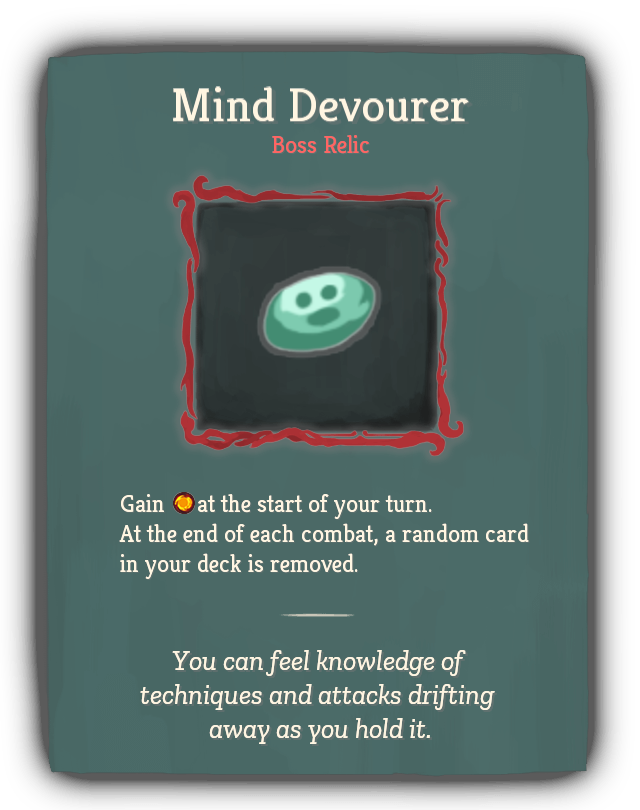 Mind Devourer
Boss Relic
Gain at the start of your turn.
At the end of each combat, a random card
in your deck is removed.
You can feel knowledge of
techniques and attacks drifting
away as you hold it.